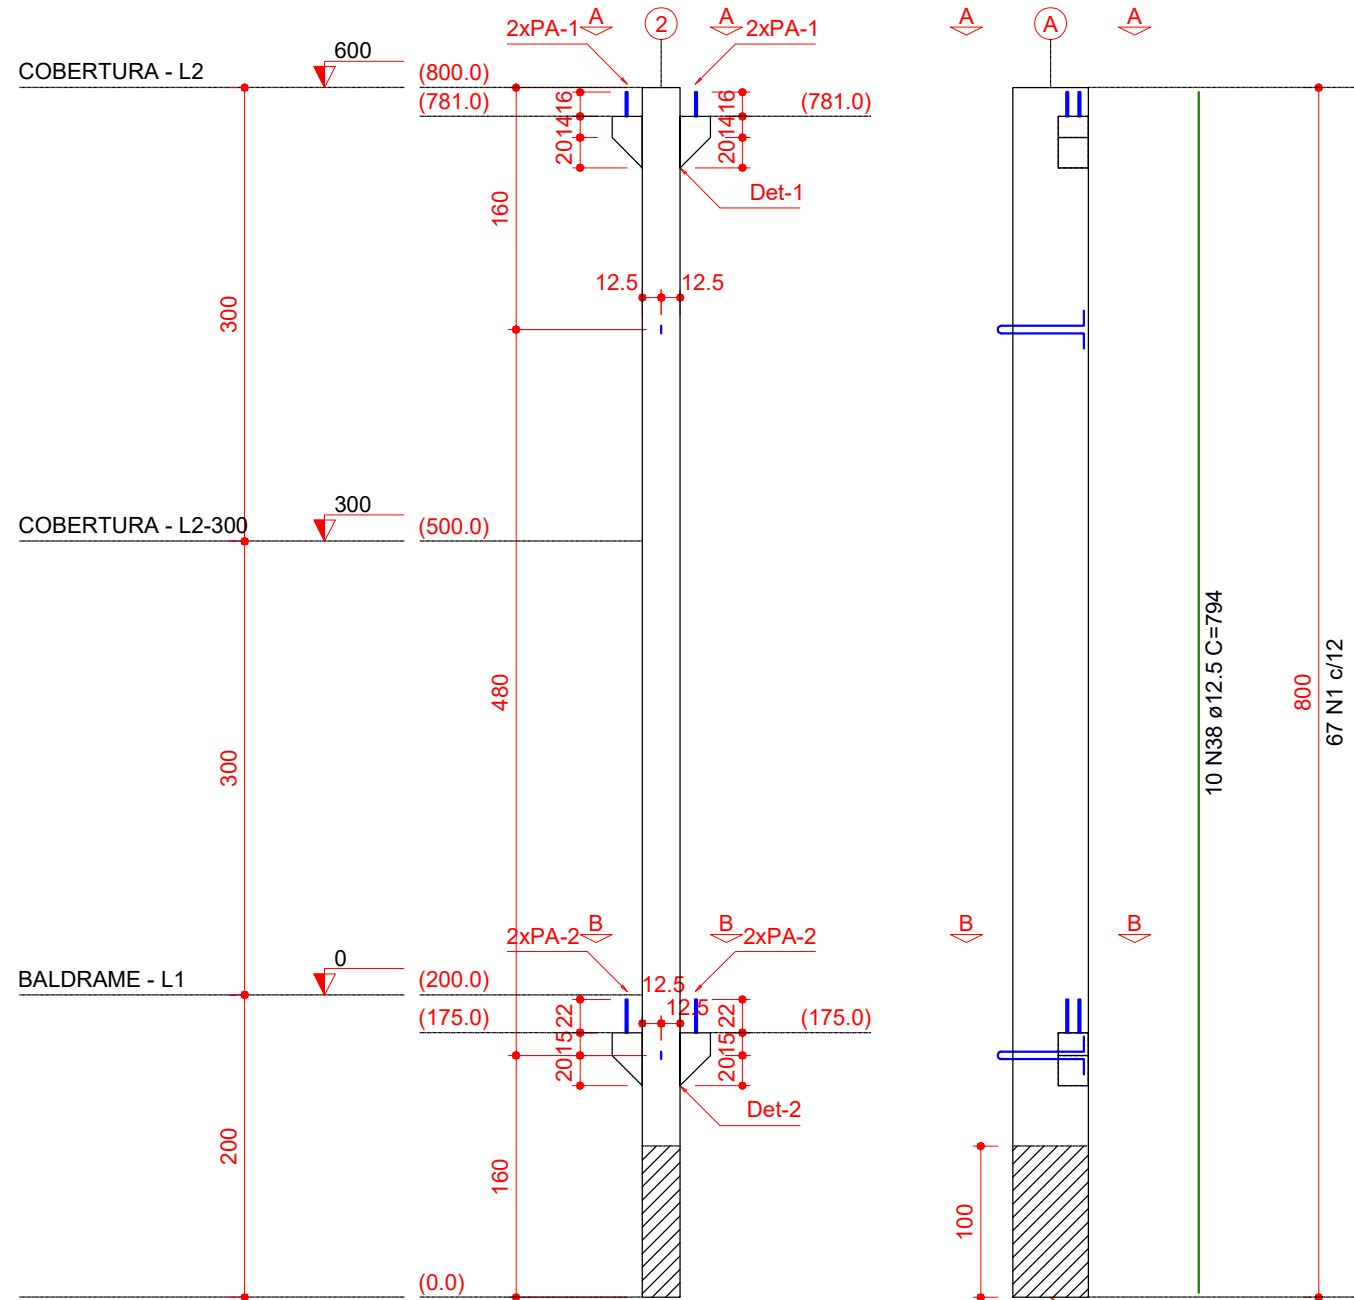 A
2
A
A
A
A
2xPA-1
2xPA-1
600
COBERTURA - L2
(800.0)
(781.0)
16
14
20
16
14
20
(781.0)
Det-1
160
12.5
12.5
300
300
COBERTURA - L2-300
(500.0)
10 N38 ø12.5 C=794
800
67 N1 c/12
480
300
B
B
B
B
2xPA-2
2xPA-2
0
BALDRAME - L1
(200.0)
12.5
12.5
(175.0)
22
15
20
22
15
20
(175.0)
Det-2
200
160
100
(0.0)